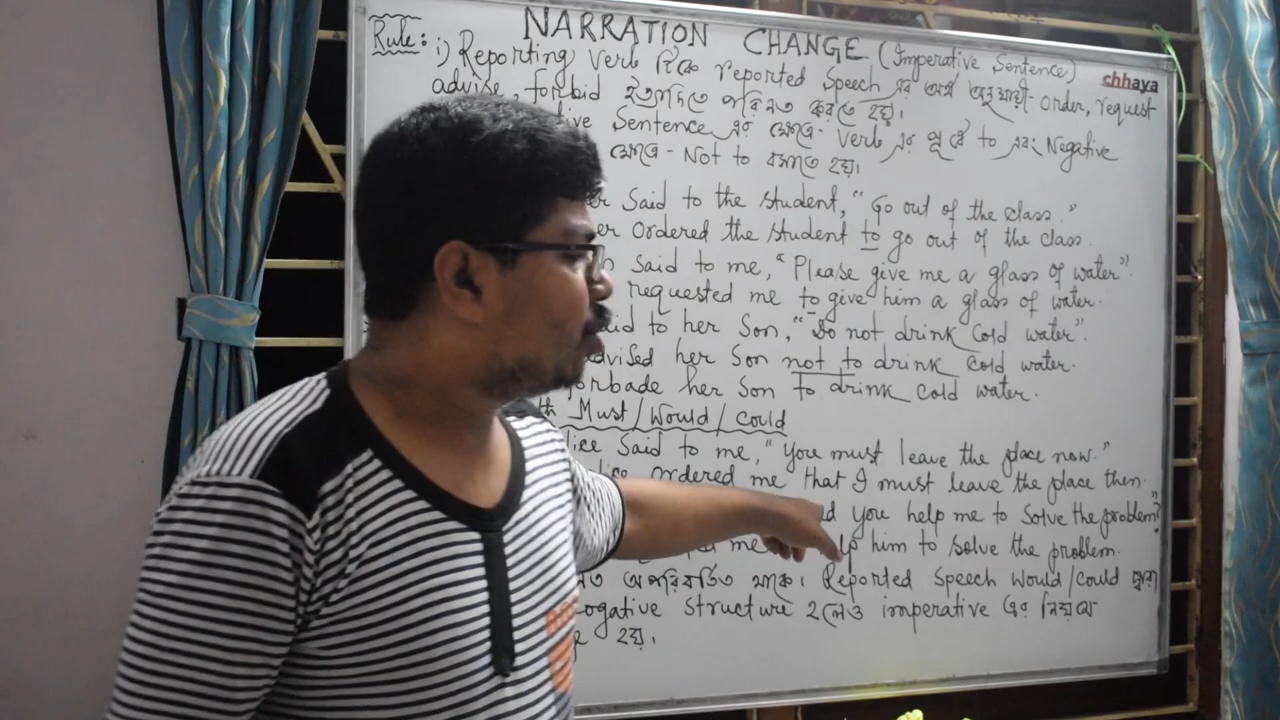 NARRATION CHANGE (Imperative Sentence)
chhaya
Rule: i) Reporting Verb টিকে reported Speech এর অর্থ অনুযায়ী- order, request
advise, forbid ইত্যাদিতে পরিনত করতে হয়।
ive Sentence এর ক্ষেত্রে- Verb এর পূর্বে to এবং Negative
ক্ষেত্রে- Not to বসাতে হয়।
er Said to the student, "Go out of the class."
er ordered the student to go out of the class.
said to me, "Please give me a glass of water".
requested me to give him a glass of water.
aid to her Son, "Do not drink Cold water".
advised her Son not to drink cold water.
forbade her Son to drink cold water.
th Must/Would/Could
lice Said to me, "You must leave the place now."
lice ordered me that I must leave the place then.
ld you help me to Solve the problem?"
me lp him to solve the problem.
ত অপরিবর্তিত থাকে। Reported Speech Would/Could দ্বারা
ogative Structure হলেও imperative এর নিয়মে
e হয়।